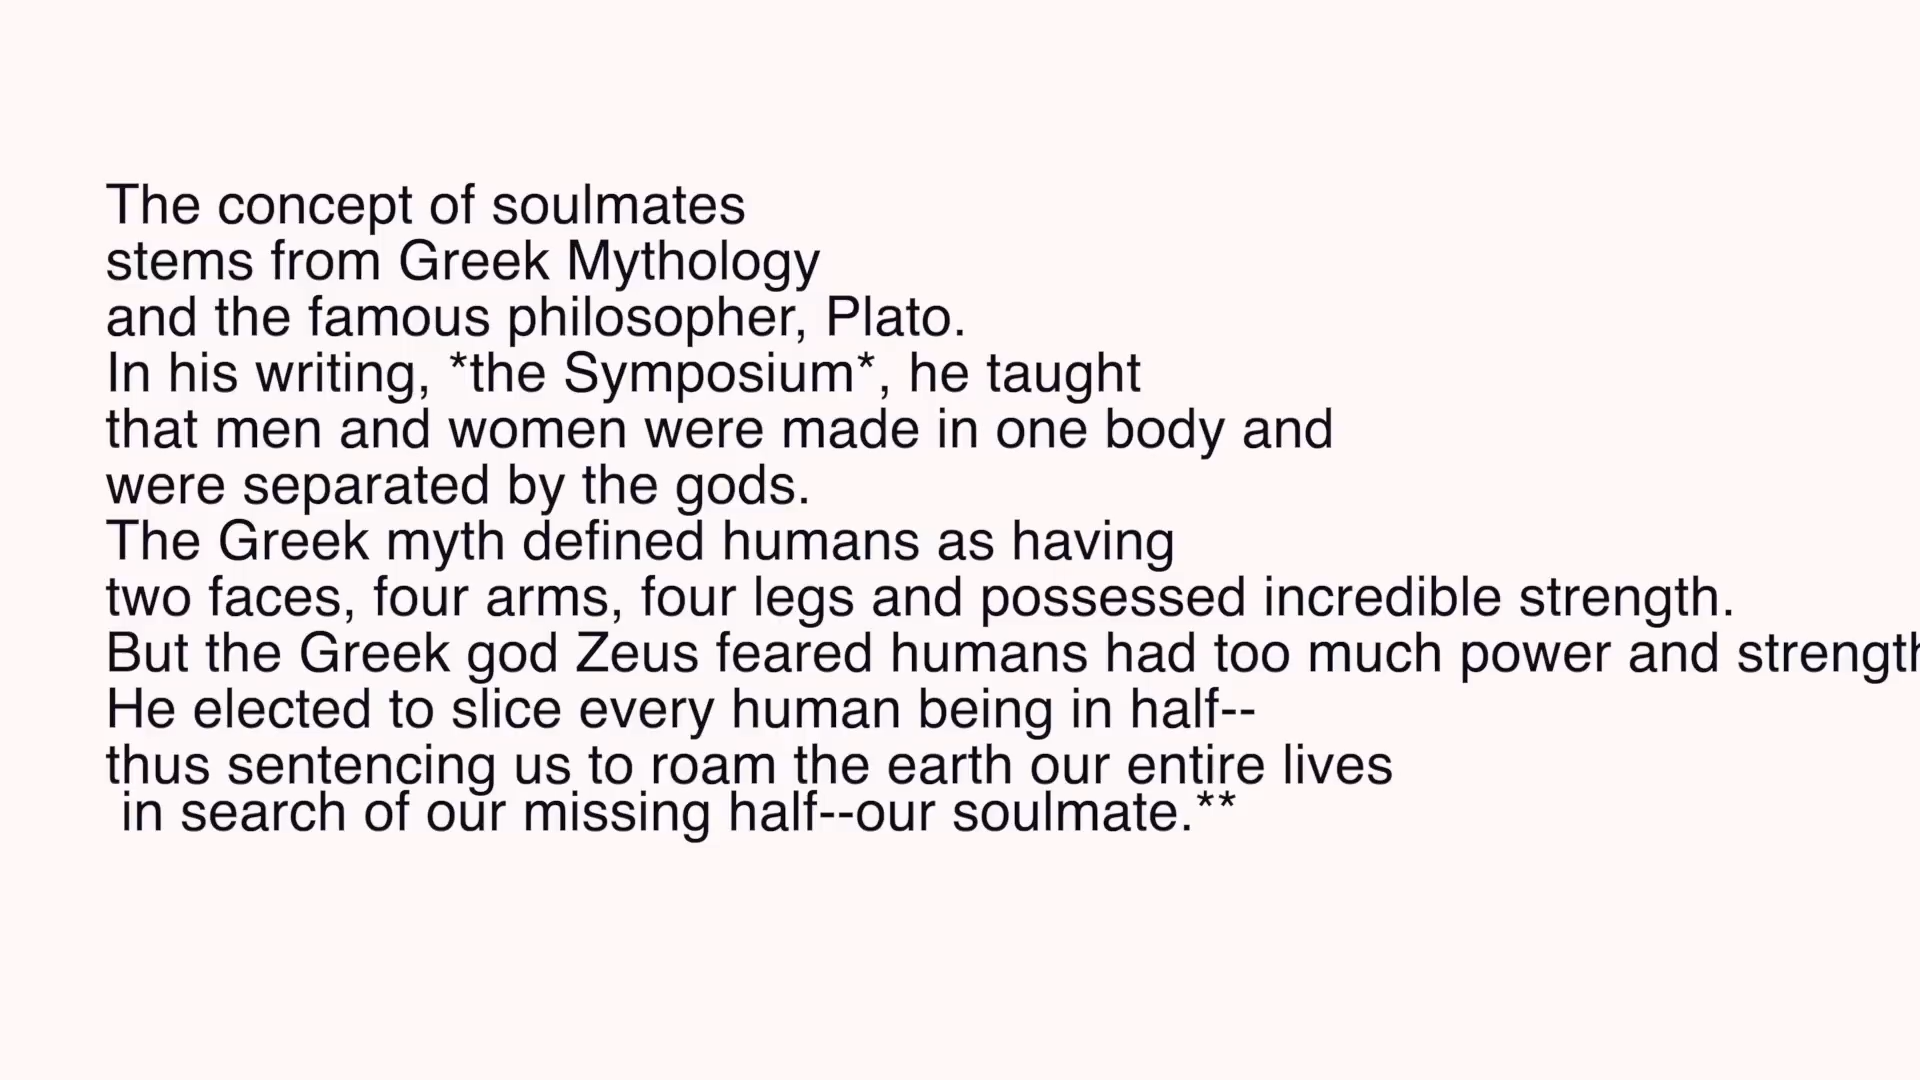 The concept of soulmates
stems from Greek Mythology
and the famous philosopher, Plato.
In his writing, *the Symposium*, he taught
that men and women were made in one body and
were separated by the gods.
The Greek myth defined humans as having
two faces, four arms, four legs and possessed incredible strength.
But the Greek god Zeus feared humans had too much power and strength
He elected to slice every human being in half--
thus sentencing us to roam the earth our entire lives
in search of our missing half--our soulmate.**